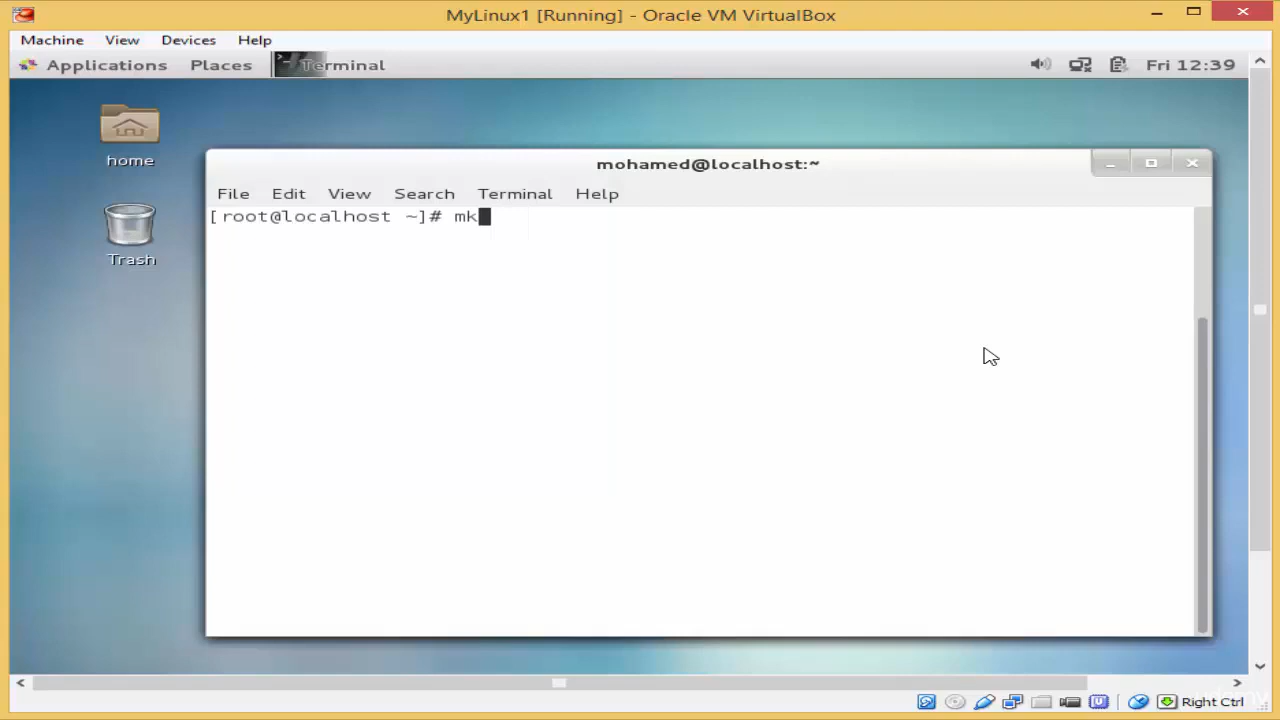 MyLinux1 [Running] - Oracle VM VirtualBox
Machine View Devices Help
Applications Places Terminal Fri 12:39
home
Trash
mohamed@localhost:~
File Edit View Search Terminal Help
[root@localhost ~]# mk
Right Ctrl